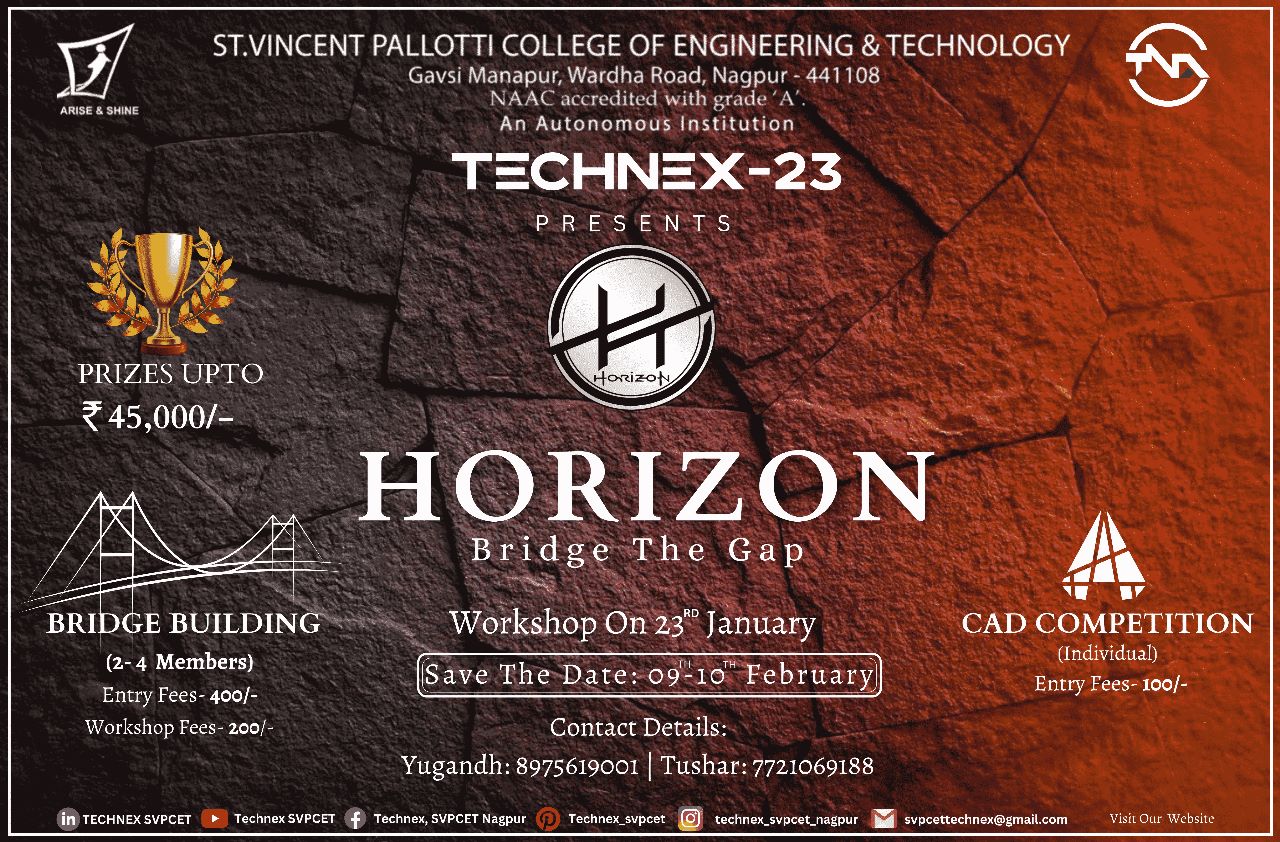 ARISE & SHINE
ST.VINCENT PALLOTTI COLLEGE OF ENGINEERING & TECHNOLOGY
Gavsi Manapur, Wardha Road, Nagpur - 441108
NAAC accredited with grade ‘A’.
An Autonomous Institution
TNX
TECHNEX-23
PRESENTS
HORIZON
PRIZES UPTO
₹ 45,000/-
HORIZON
Bridge The Gap
BRIDGE BUILDING
(2- 4 Members)
Entry Fees- 400/-
Workshop Fees- 200/-
Workshop On 23RD January
Save The Date: 09TH-10TH February
Contact Details:
Yugandh: 8975619001 | Tushar: 7721069188
CAD COMPETITION
(Individual)
Entry Fees- 100/-
TECHNEX SVPCET Technex SVPCET Technex, SVPCET Nagpur Technex_svpcet technex_svpcet_nagpur svpcettechnex@gmail.com Visit Our Website